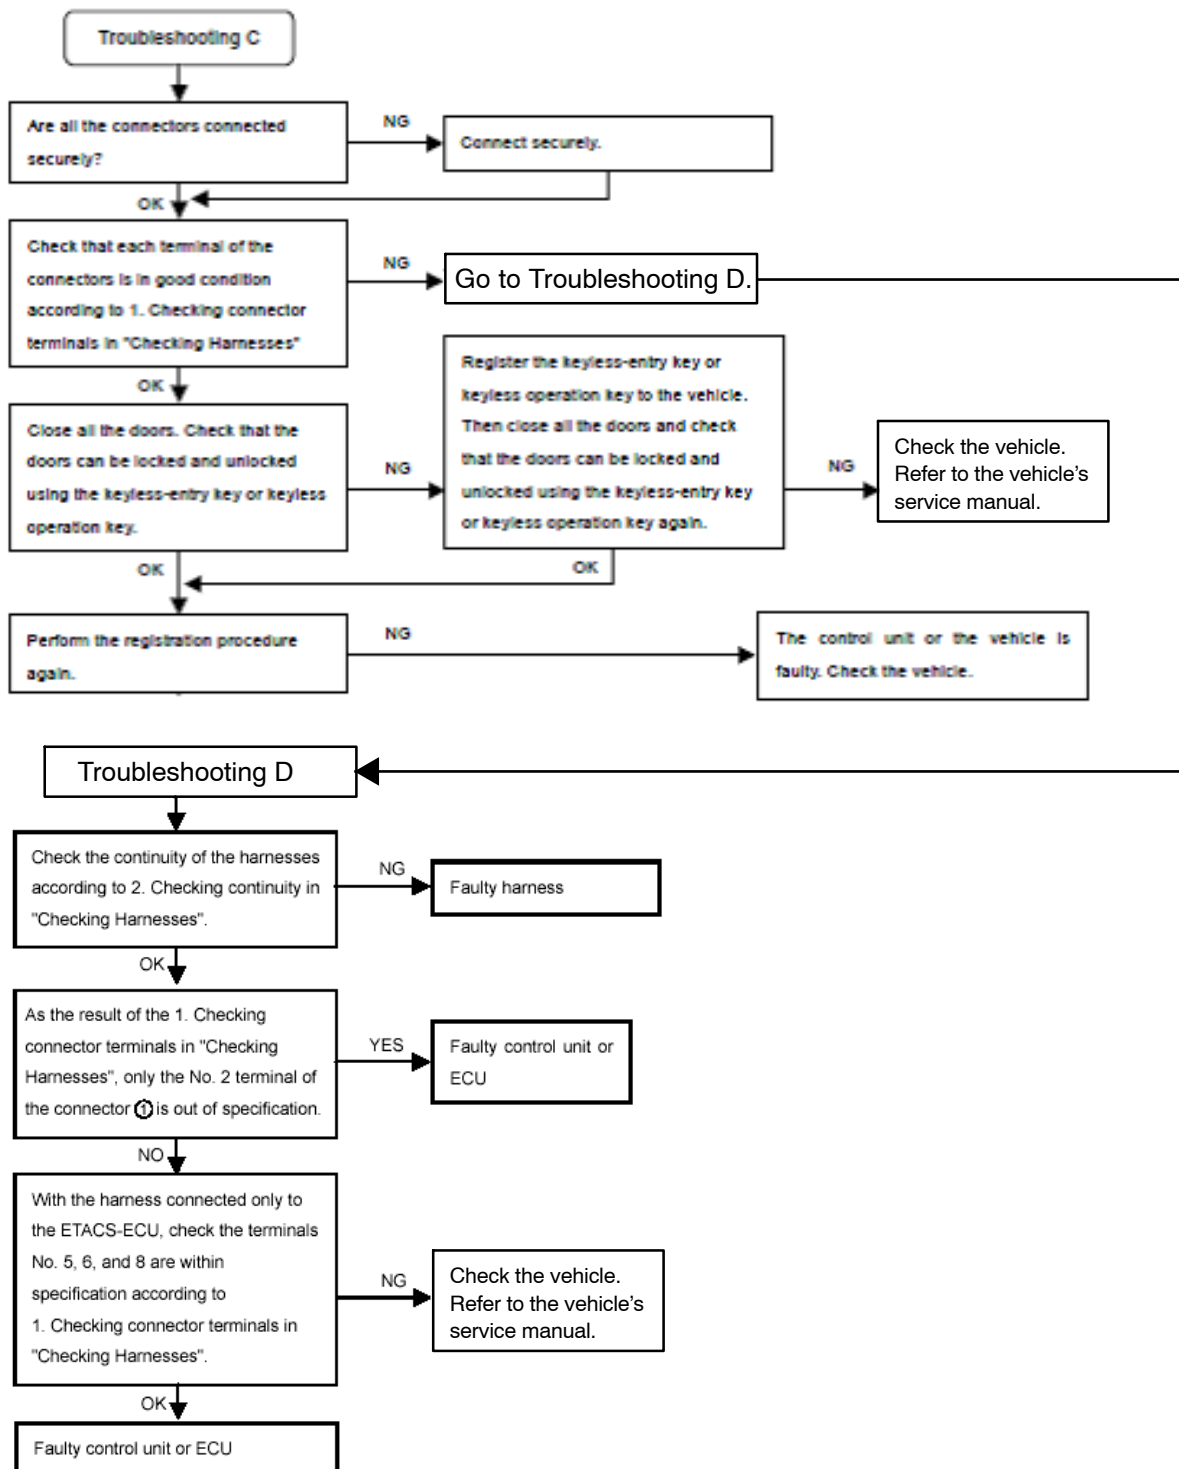 Troubleshooting C
Are all the connectors connected
securely?
NG
Connect securely.
OK
Check that each terminal of the
connectors is in good condition
according to 1. Checking connector
terminals in "Checking Harnesses"
NG
Go to Troubleshooting D.
OK
Close all the doors. Check that the
doors can be locked and unlocked
using the keyless-entry key or keyless
operation key.
NG
Register the keyless-entry key or
keyless operation key to the vehicle.
Then close all the doors and check
that the doors can be locked and
unlocked using the keyless-entry key
or keyless operation key again.
NG
Check the vehicle.
Refer to the vehicle’s
service manual.
OK
OK
Perform the registration procedure
again.
NG
The control unit or the vehicle is
faulty. Check the vehicle.
Troubleshooting D
Check the continuity of the harnesses
according to 2. Checking continuity in
"Checking Harnesses".
NG
Faulty harness
OK
As the result of the 1. Checking
connector terminals in "Checking
Harnesses", only the No. 2 terminal of
the connector ① is out of specification.
YES
Faulty control unit or
ECU
NO
With the harness connected only to
the ETACS-ECU, check the terminals
No. 5, 6, and 8 are within
specification according to
1. Checking connector terminals in
"Checking Harnesses".
NG
Check the vehicle.
Refer to the vehicle’s
service manual.
OK
Faulty control unit or ECU